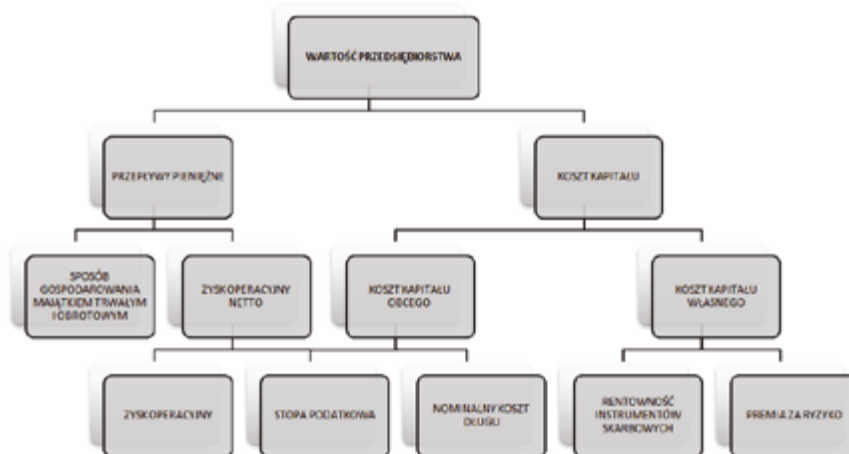 WARTOŚĆ PRZEDSIĘBIORSTWA
PRZEPŁYWY PIENIĘŻNE
KOSZT KAPITAŁU
SPOSÓB
GOSPODAROWANIA
MAJĄTKIEM TRWAŁYM
I OBROTOWYM
ZYSK OPERACYJNY
NETTO
KOSZT KAPITAŁU
OBCEGO
KOSZT KAPITAŁU
WŁASNEGO
ZYSK OPERACYJNY
STOPA PODATKOWA
NOMINALNY KOSZT
DŁUGU
RENTOWNOŚĆ
INSTRUMENTÓW
SKARBOWYCH
PREMIA ZA RYZYKO